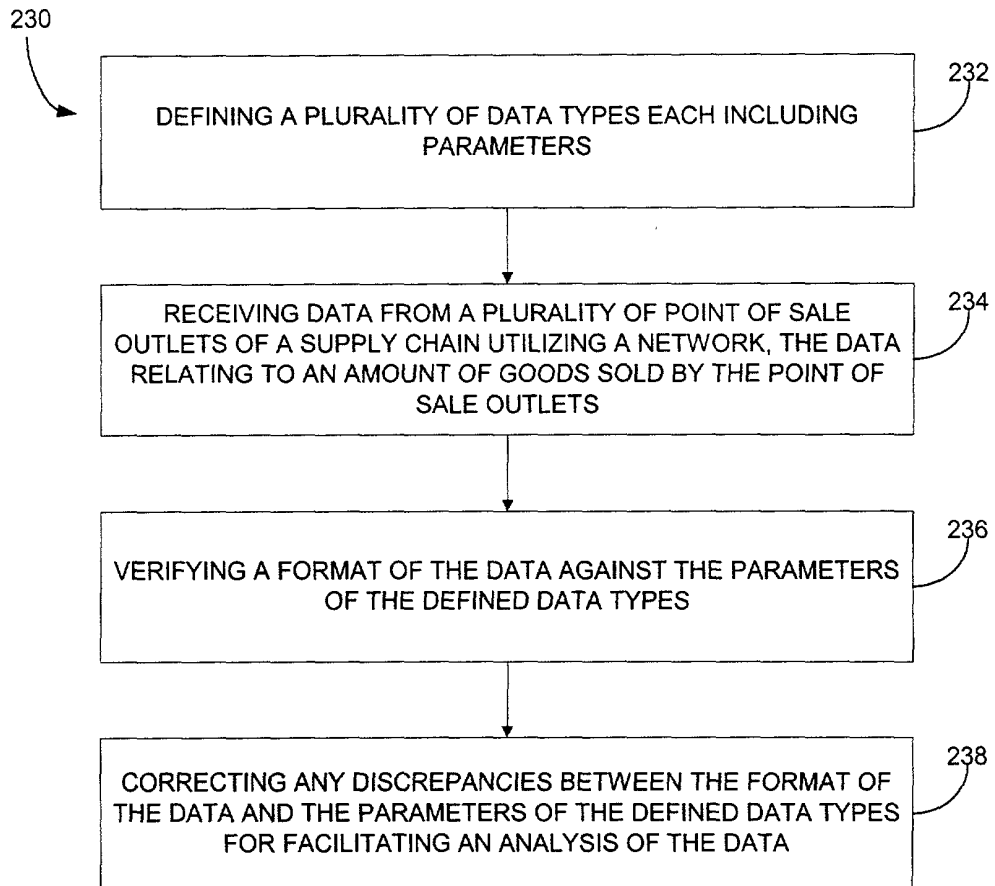 230
232
DEFINING A PLURALITY OF DATA TYPES EACH INCLUDING
PARAMETERS
234
RECEIVING DATA FROM A PLURALITY OF POINT OF SALE
OUTLETS OF A SUPPLY CHAIN UTILIZING A NETWORK, THE DATA
RELATING TO AN AMOUNT OF GOODS SOLD BY THE POINT OF
SALE OUTLETS
236
VERIFYING A FORMAT OF THE DATA AGAINST THE PARAMETERS
OF THE DEFINED DATA TYPES
238
CORRECTING ANY DISCREPANCIES BETWEEN THE FORMAT OF
THE DATA AND THE PARAMETERS OF THE DEFINED DATA TYPES
FOR FACILITATING AN ANALYSIS OF THE DATA